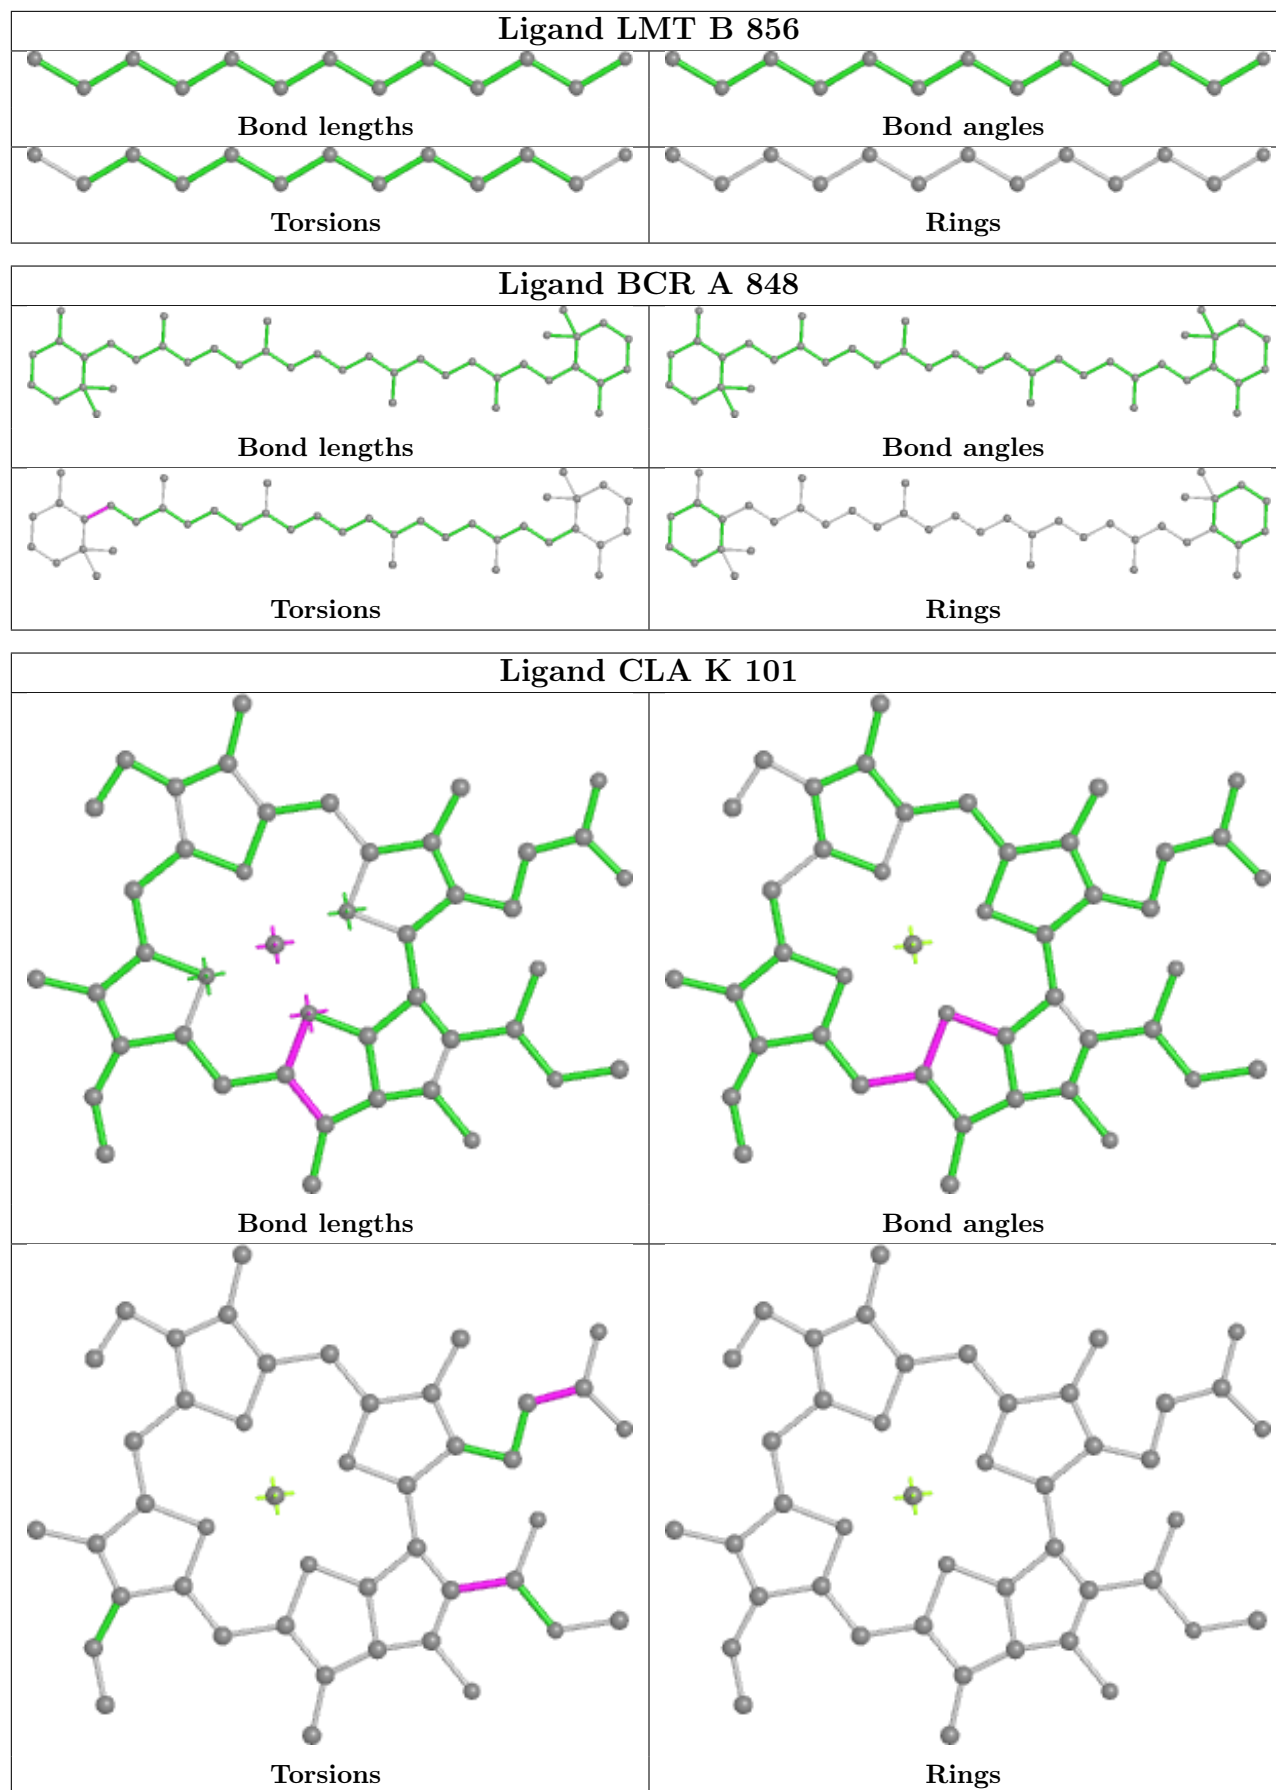 Ligand LMT B 856
Bond lengths
Bond angles
Torsions
Rings
Ligand BCR A 848
Bond lengths
Bond angles
Torsions
Rings
Ligand CLA K 101
Bond lengths
Bond angles
Torsions
Rings